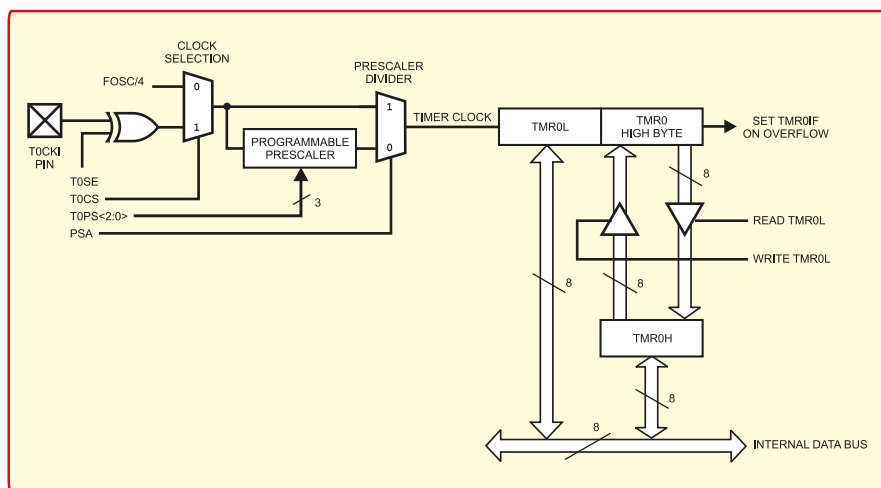 CLOCK
SELECTION
FOSC/4
0
1
T0CKI
PIN
PROGRAMMABLE
PRESCALER
PRESCALER
DIVIDER
1
0
TIMER CLOCK
TMR0L
TMR0
HIGH BYTE
SET TMR0IF
ON OVERFLOW
T0SE
T0CS
T0PS<2:0>
3
PSA
8
READ TMR0L
WRITE TMR0L
8
8
TMR0H
8
8
INTERNAL DATA BUS